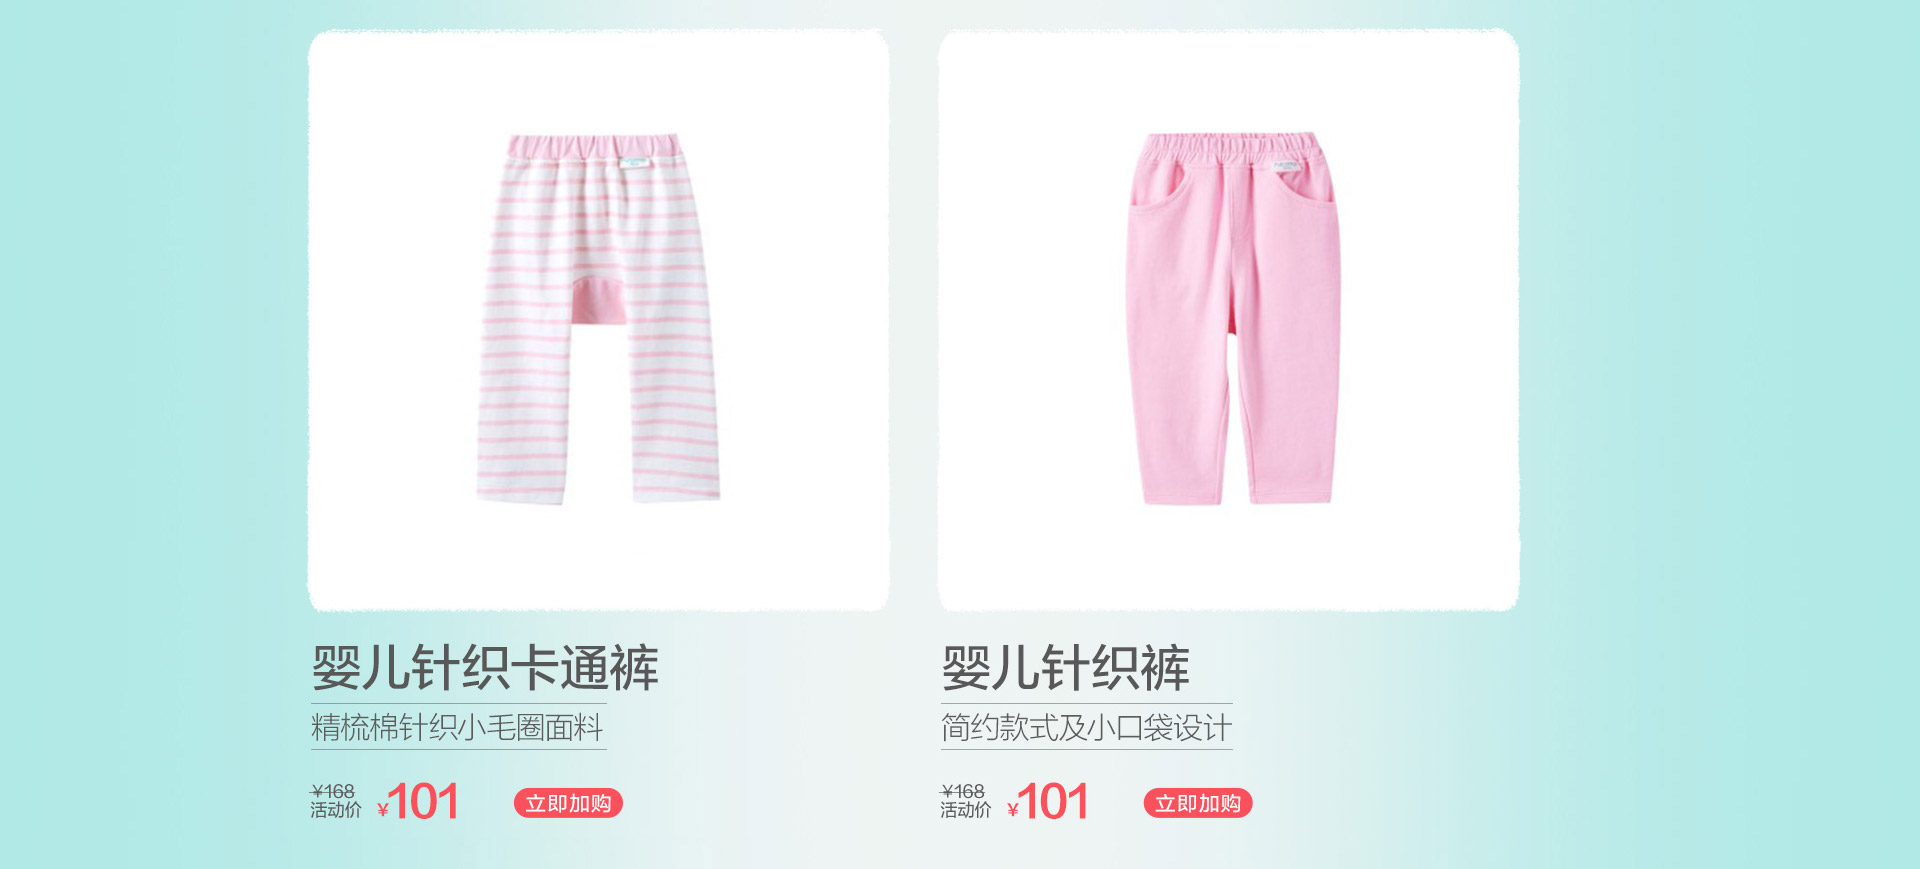 婴儿针织卡通裤
精梳棉针织小毛圈面料
¥168
活动价 ¥101 立即加购
婴儿针织裤
简约款式及小口袋设计
¥168
活动价 ¥101 立即加购